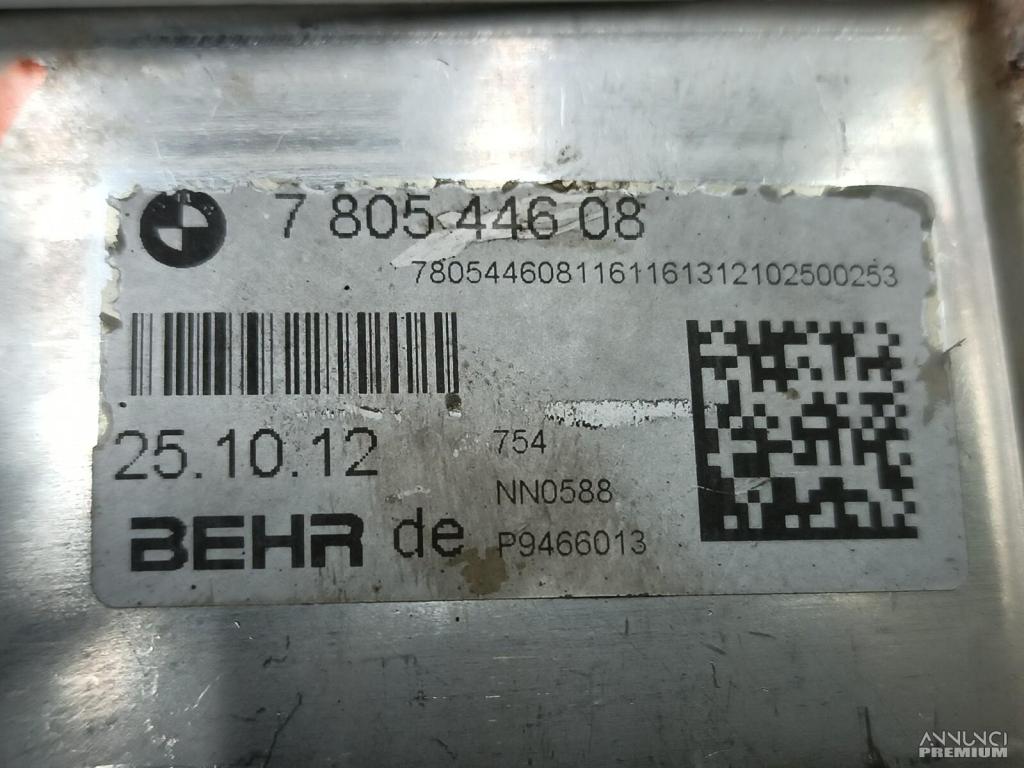 7 805 446 08
7805446081161161312102500253
25.10.12
754
NN0588
BEHR de
P9466013
ANNUNCI
PREMIUM